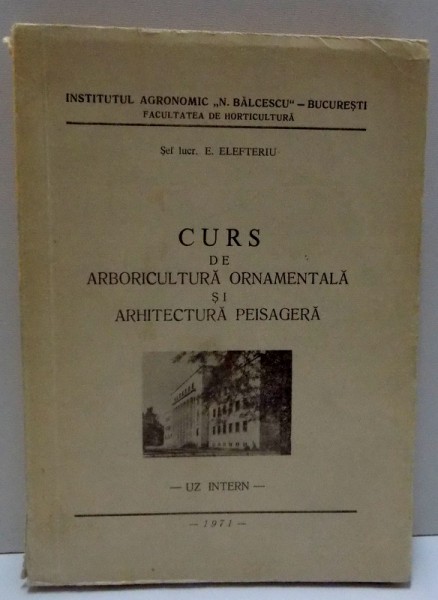 INSTITUTUL AGRONOMIC „N. BĂLCESCU" — BUCUREȘTI
FACULTATEA DE HORTICULTURĂ
Șef lucr. E. ELEFTERIU
CURS
DE
ARBORICULTURĂ ORNAMENTALĂ
ȘI
ARHITECTURĂ PEISAGERĂ
— UZ INTERN —
— 1971 —